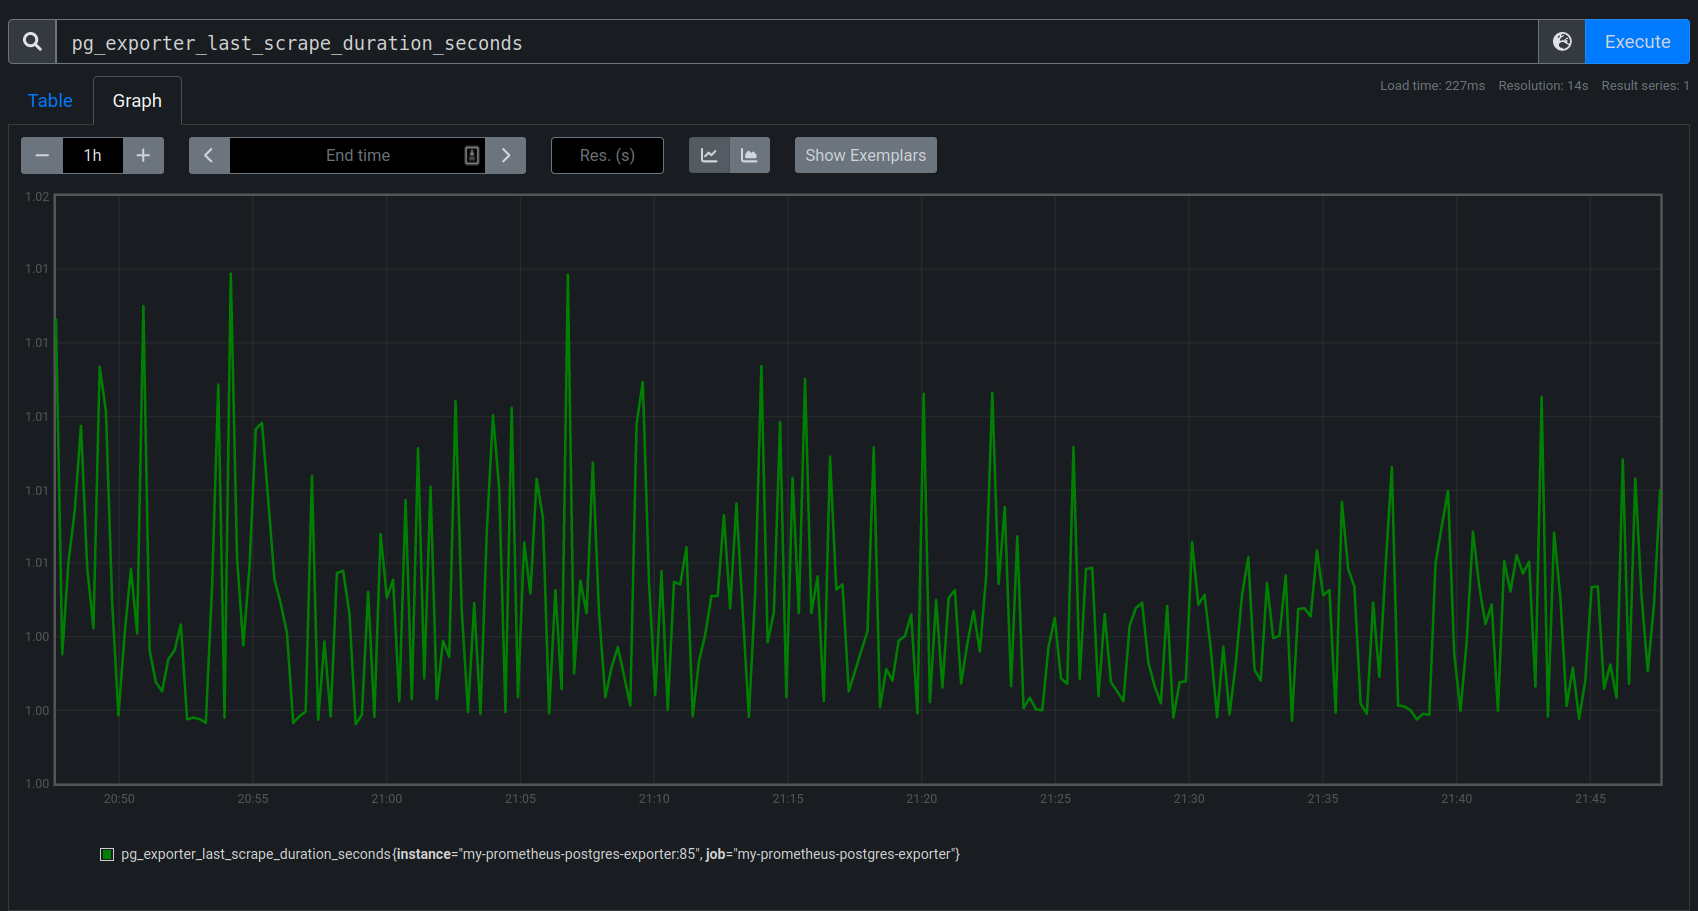 pg_exporter_last_scrape_duration_seconds
Execute
Load time: 227ms Resolution: 14s Result series: 1
Table
Graph
1h
End time
Res. (s)
Show Exemplars
1.02
1.01
1.01
1.01
1.01
1.01
1.00
1.00
1.00
20:50 20:55 21:00 21:05 21:10 21:15 21:20 21:25 21:30 21:35 21:40 21:45
pg_exporter_last_scrape_duration_seconds{instance="my-prometheus-postgres-exporter:85", job="my-prometheus-postgres-exporter"}